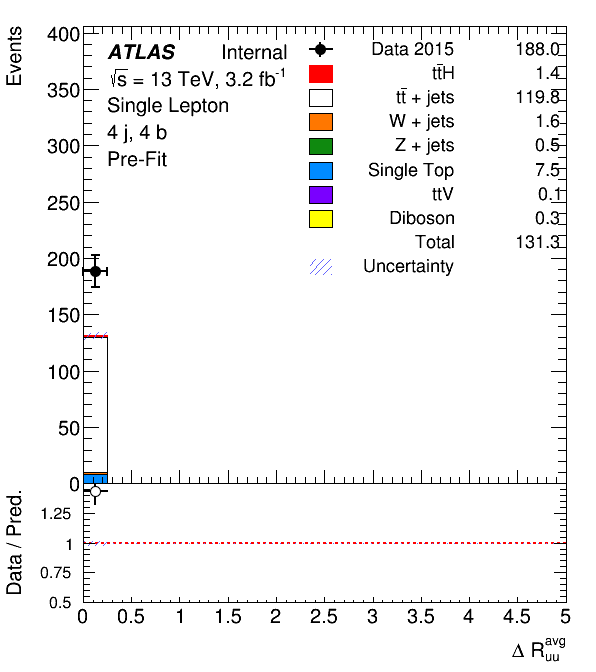 Events
400
350
300
250
200
150
100
50
0
ATLAS Internal
√s = 13 TeV, 3.2 fb⁻¹
Single Lepton
4 j, 4 b
Pre-Fit
Data 2015 188.0
tt̄H 1.4
tt̄ + jets 119.8
W + jets 1.6
Z + jets 0.5
Single Top 7.5
ttV 0.1
Diboson 0.3
Total 131.3
Uncertainty
Data / Pred.
1.25
1
0.75
0.5
0 0.5 1 1.5 2 2.5 3 3.5 4 4.5 5
Δ R_uu^avg